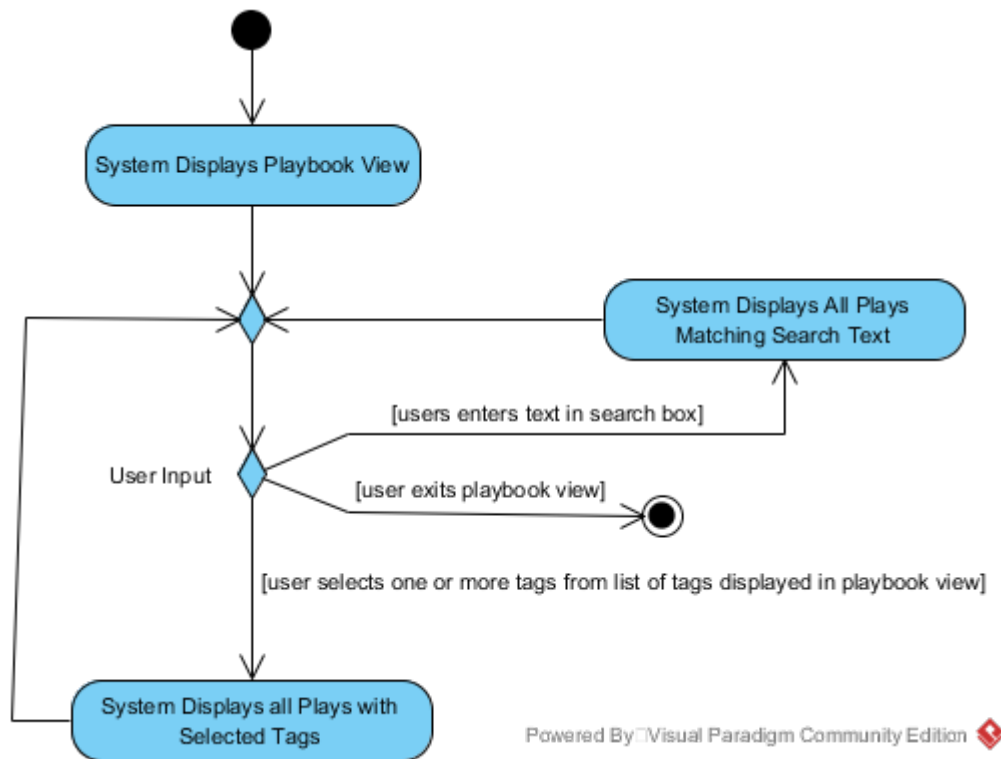 System Displays Playbook View
System Displays All Plays
Matching Search Text
[users enters text in search box]
User Input
[user exits playbook view]
[user selects one or more tags from list of tags displayed in playbook view]
System Displays all Plays with
Selected Tags
Powered By Visual Paradigm Community Edition